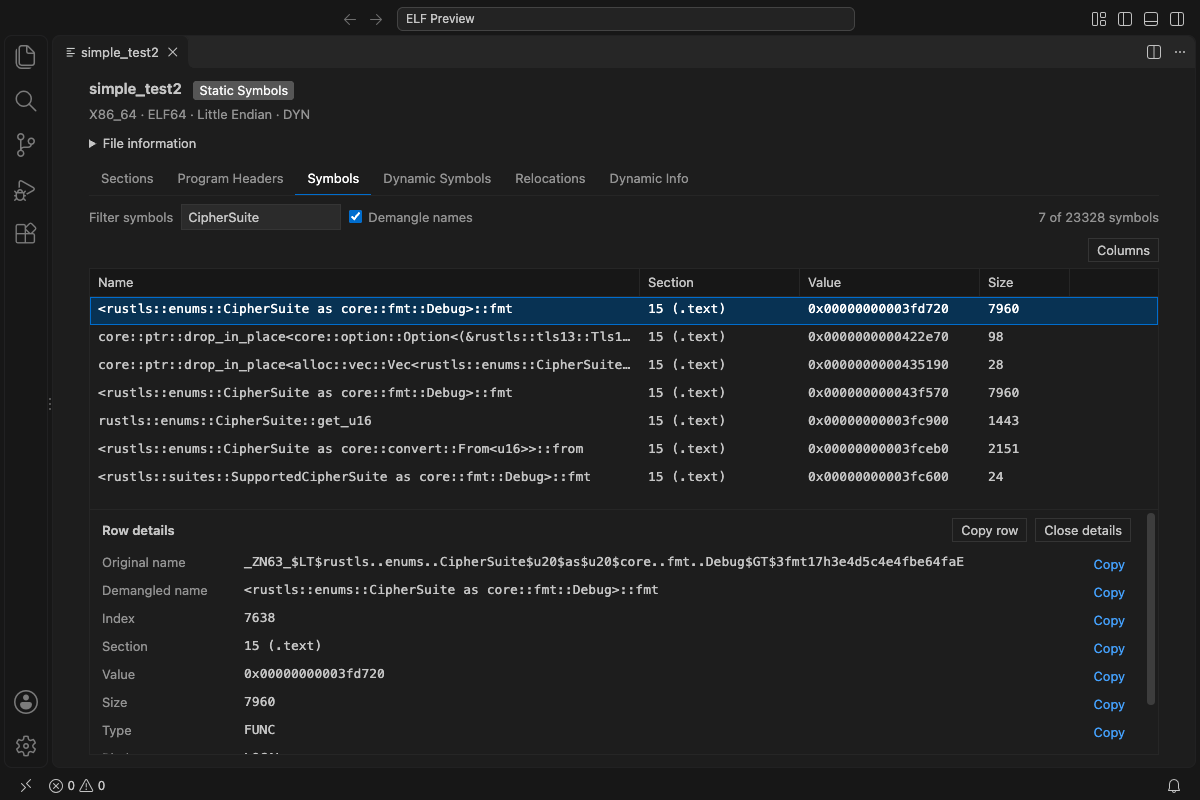 ELF Preview
simple_test2
simple_test2 Static Symbols
X86_64 · ELF64 · Little Endian · DYN
File information
Sections Program Headers Symbols Dynamic Symbols Relocations Dynamic Info
Filter symbols CipherSuite Demangle names 7 of 23328 symbols
Columns
Name Section Value Size
<rustls::enums::CipherSuite as core::fmt::Debug>::fmt 15 (.text) 0x00000000003fd720 7960
core::ptr::drop_in_place<core::option::Option<(&rustls::tls13::Tls1… 15 (.text) 0x0000000000422e70 98
core::ptr::drop_in_place<alloc::vec::Vec<rustls::enums::CipherSuite… 15 (.text) 0x0000000000435190 28
<rustls::enums::CipherSuite as core::fmt::Debug>::fmt 15 (.text) 0x000000000043f570 7960
rustls::enums::CipherSuite::get_u16 15 (.text) 0x00000000003fc900 1443
<rustls::enums::CipherSuite as core::convert::From<u16>>::from 15 (.text) 0x00000000003fceb0 2151
<rustls::suites::SupportedCipherSuite as core::fmt::Debug>::fmt 15 (.text) 0x00000000003fc600 24
Row details Copy row Close details
Original name _ZN63_$LT$rustls..enums..CipherSuite$u20$as$u20$core..fmt..Debug$GT$3fmt17h3e4d5c4e4fbe64faE Copy
Demangled name <rustls::enums::CipherSuite as core::fmt::Debug>::fmt Copy
Index 7638 Copy
Section 15 (.text) Copy
Value 0x00000000003fd720 Copy
Size 7960 Copy
Type FUNC Copy
0 0